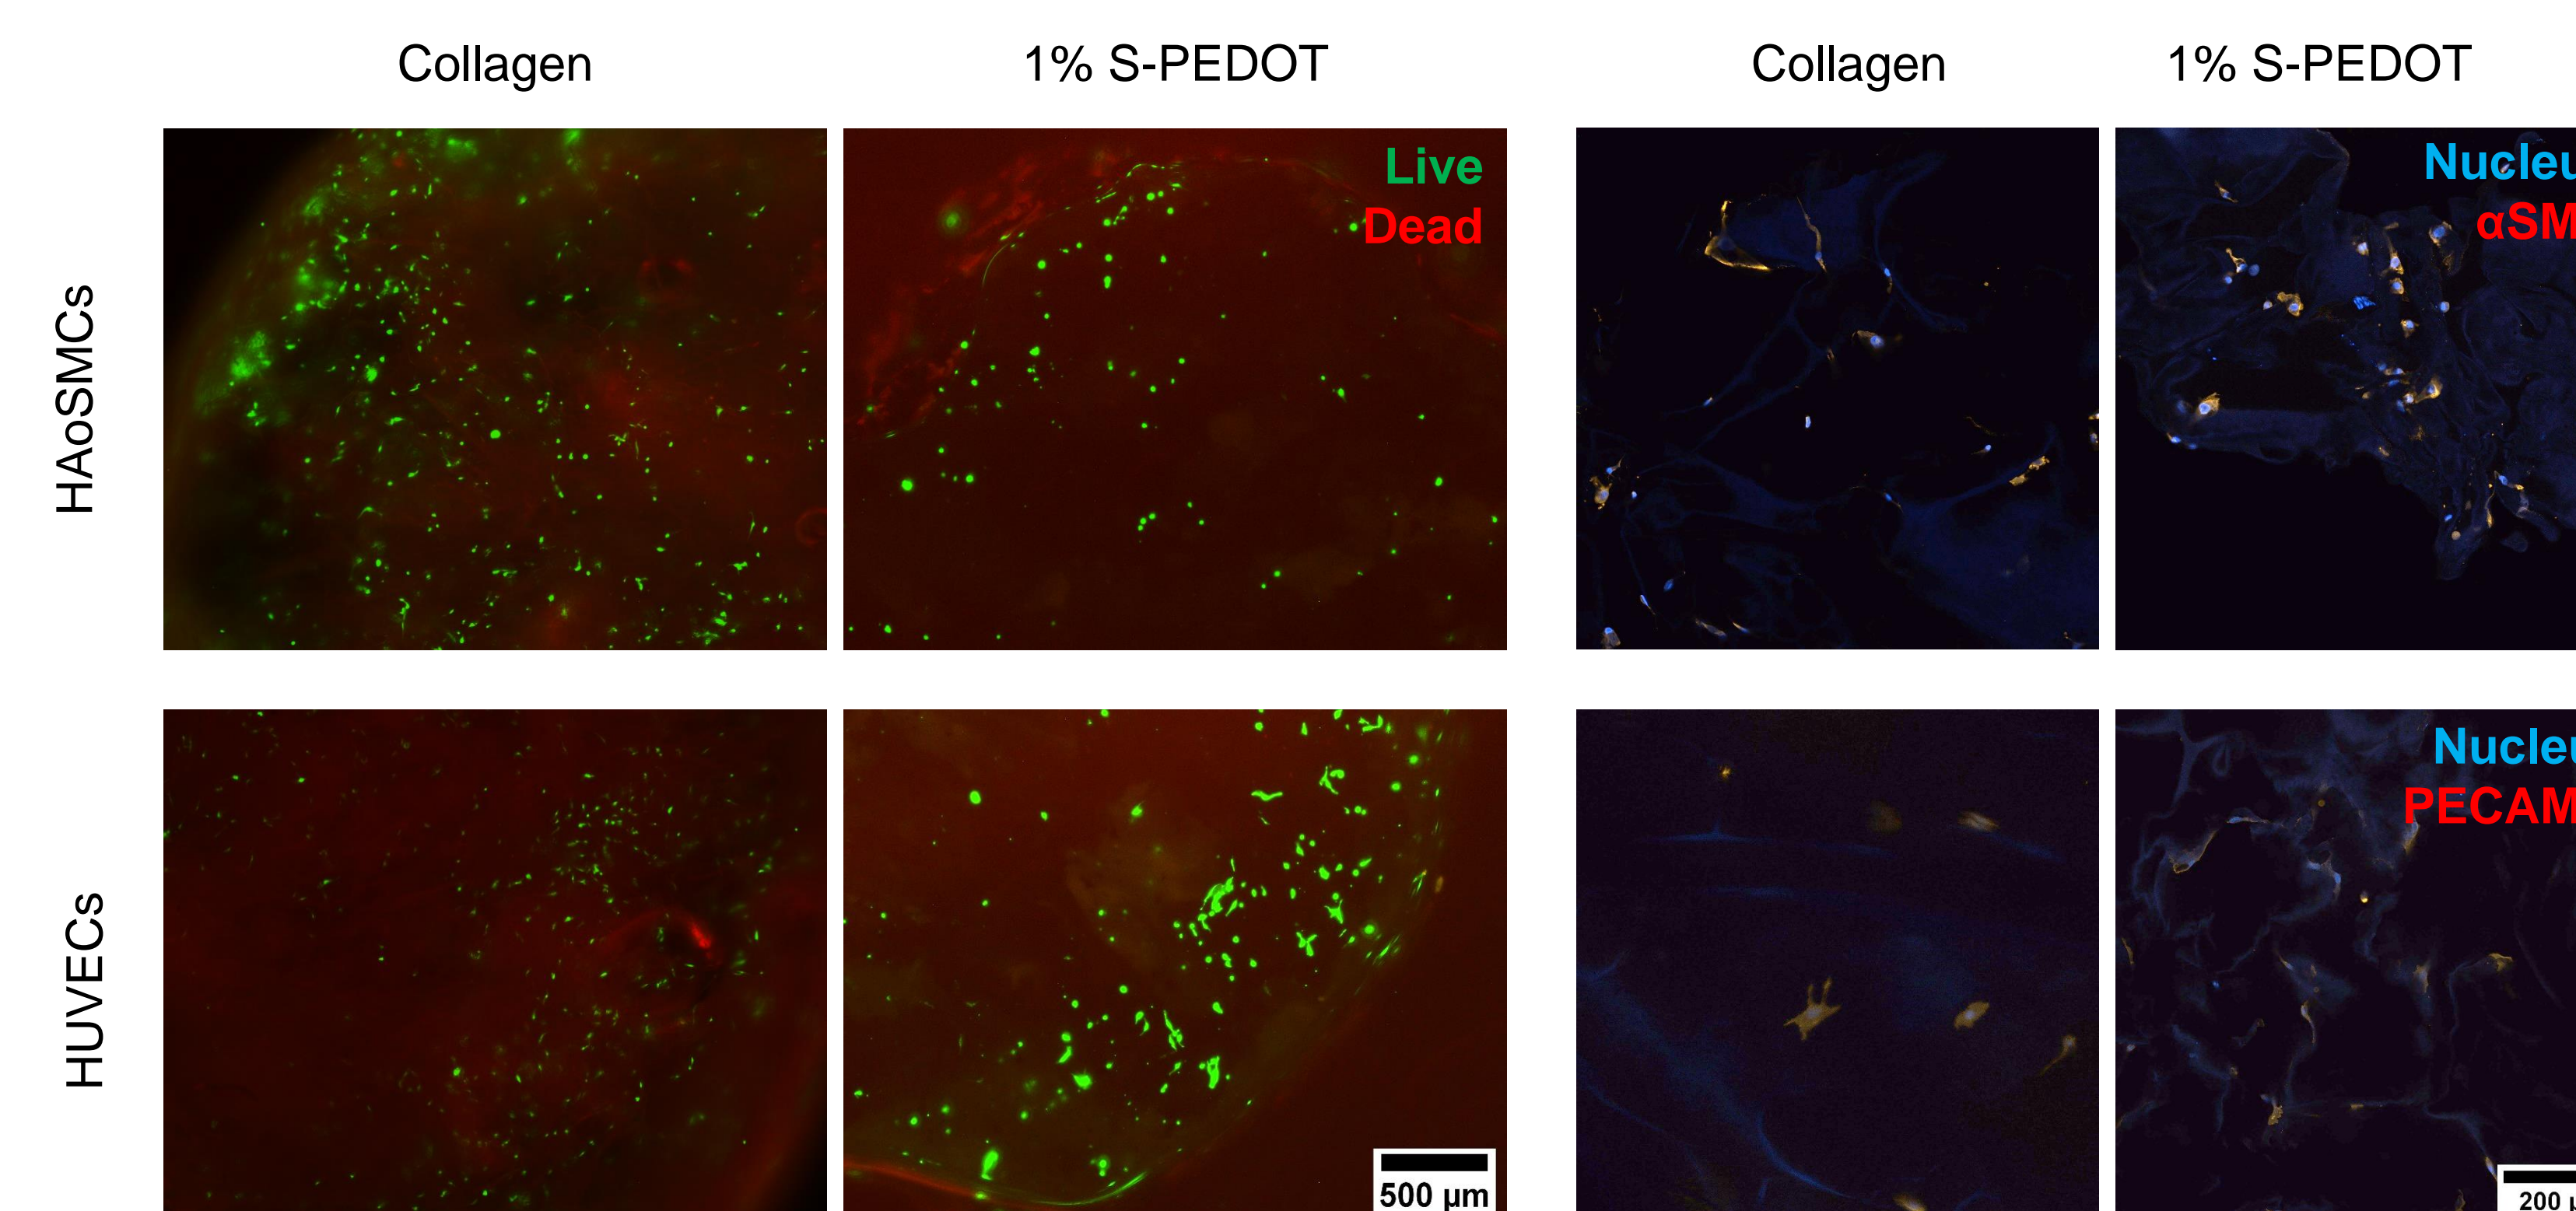 Collagen
1% S-PEDOT
Collagen
1% S-PEDOT
HAoSMCs
Live
Dead
Nucleu
αSM
HUVECs
Nucleu
PECAM
500 µm
200 µ